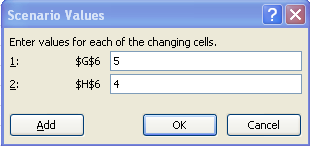 Scenario Values
Enter values for each of the changing cells.
1: $G$6 5
2: $H$6 4
Add OK Cancel